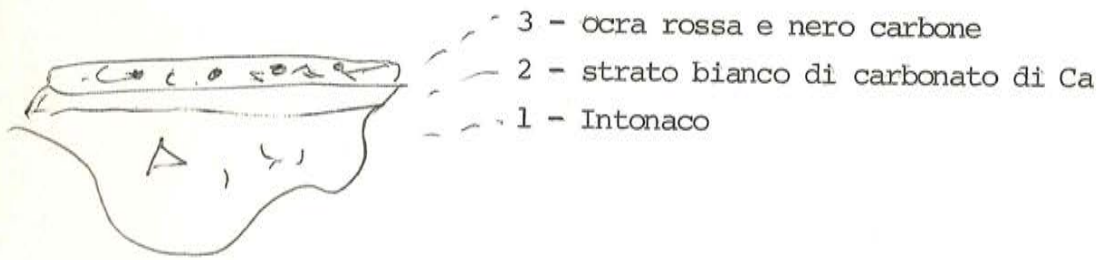 3 - ocra rossa e nero carbone
2 - strato bianco di carbonato di Ca
1 - Intonaco